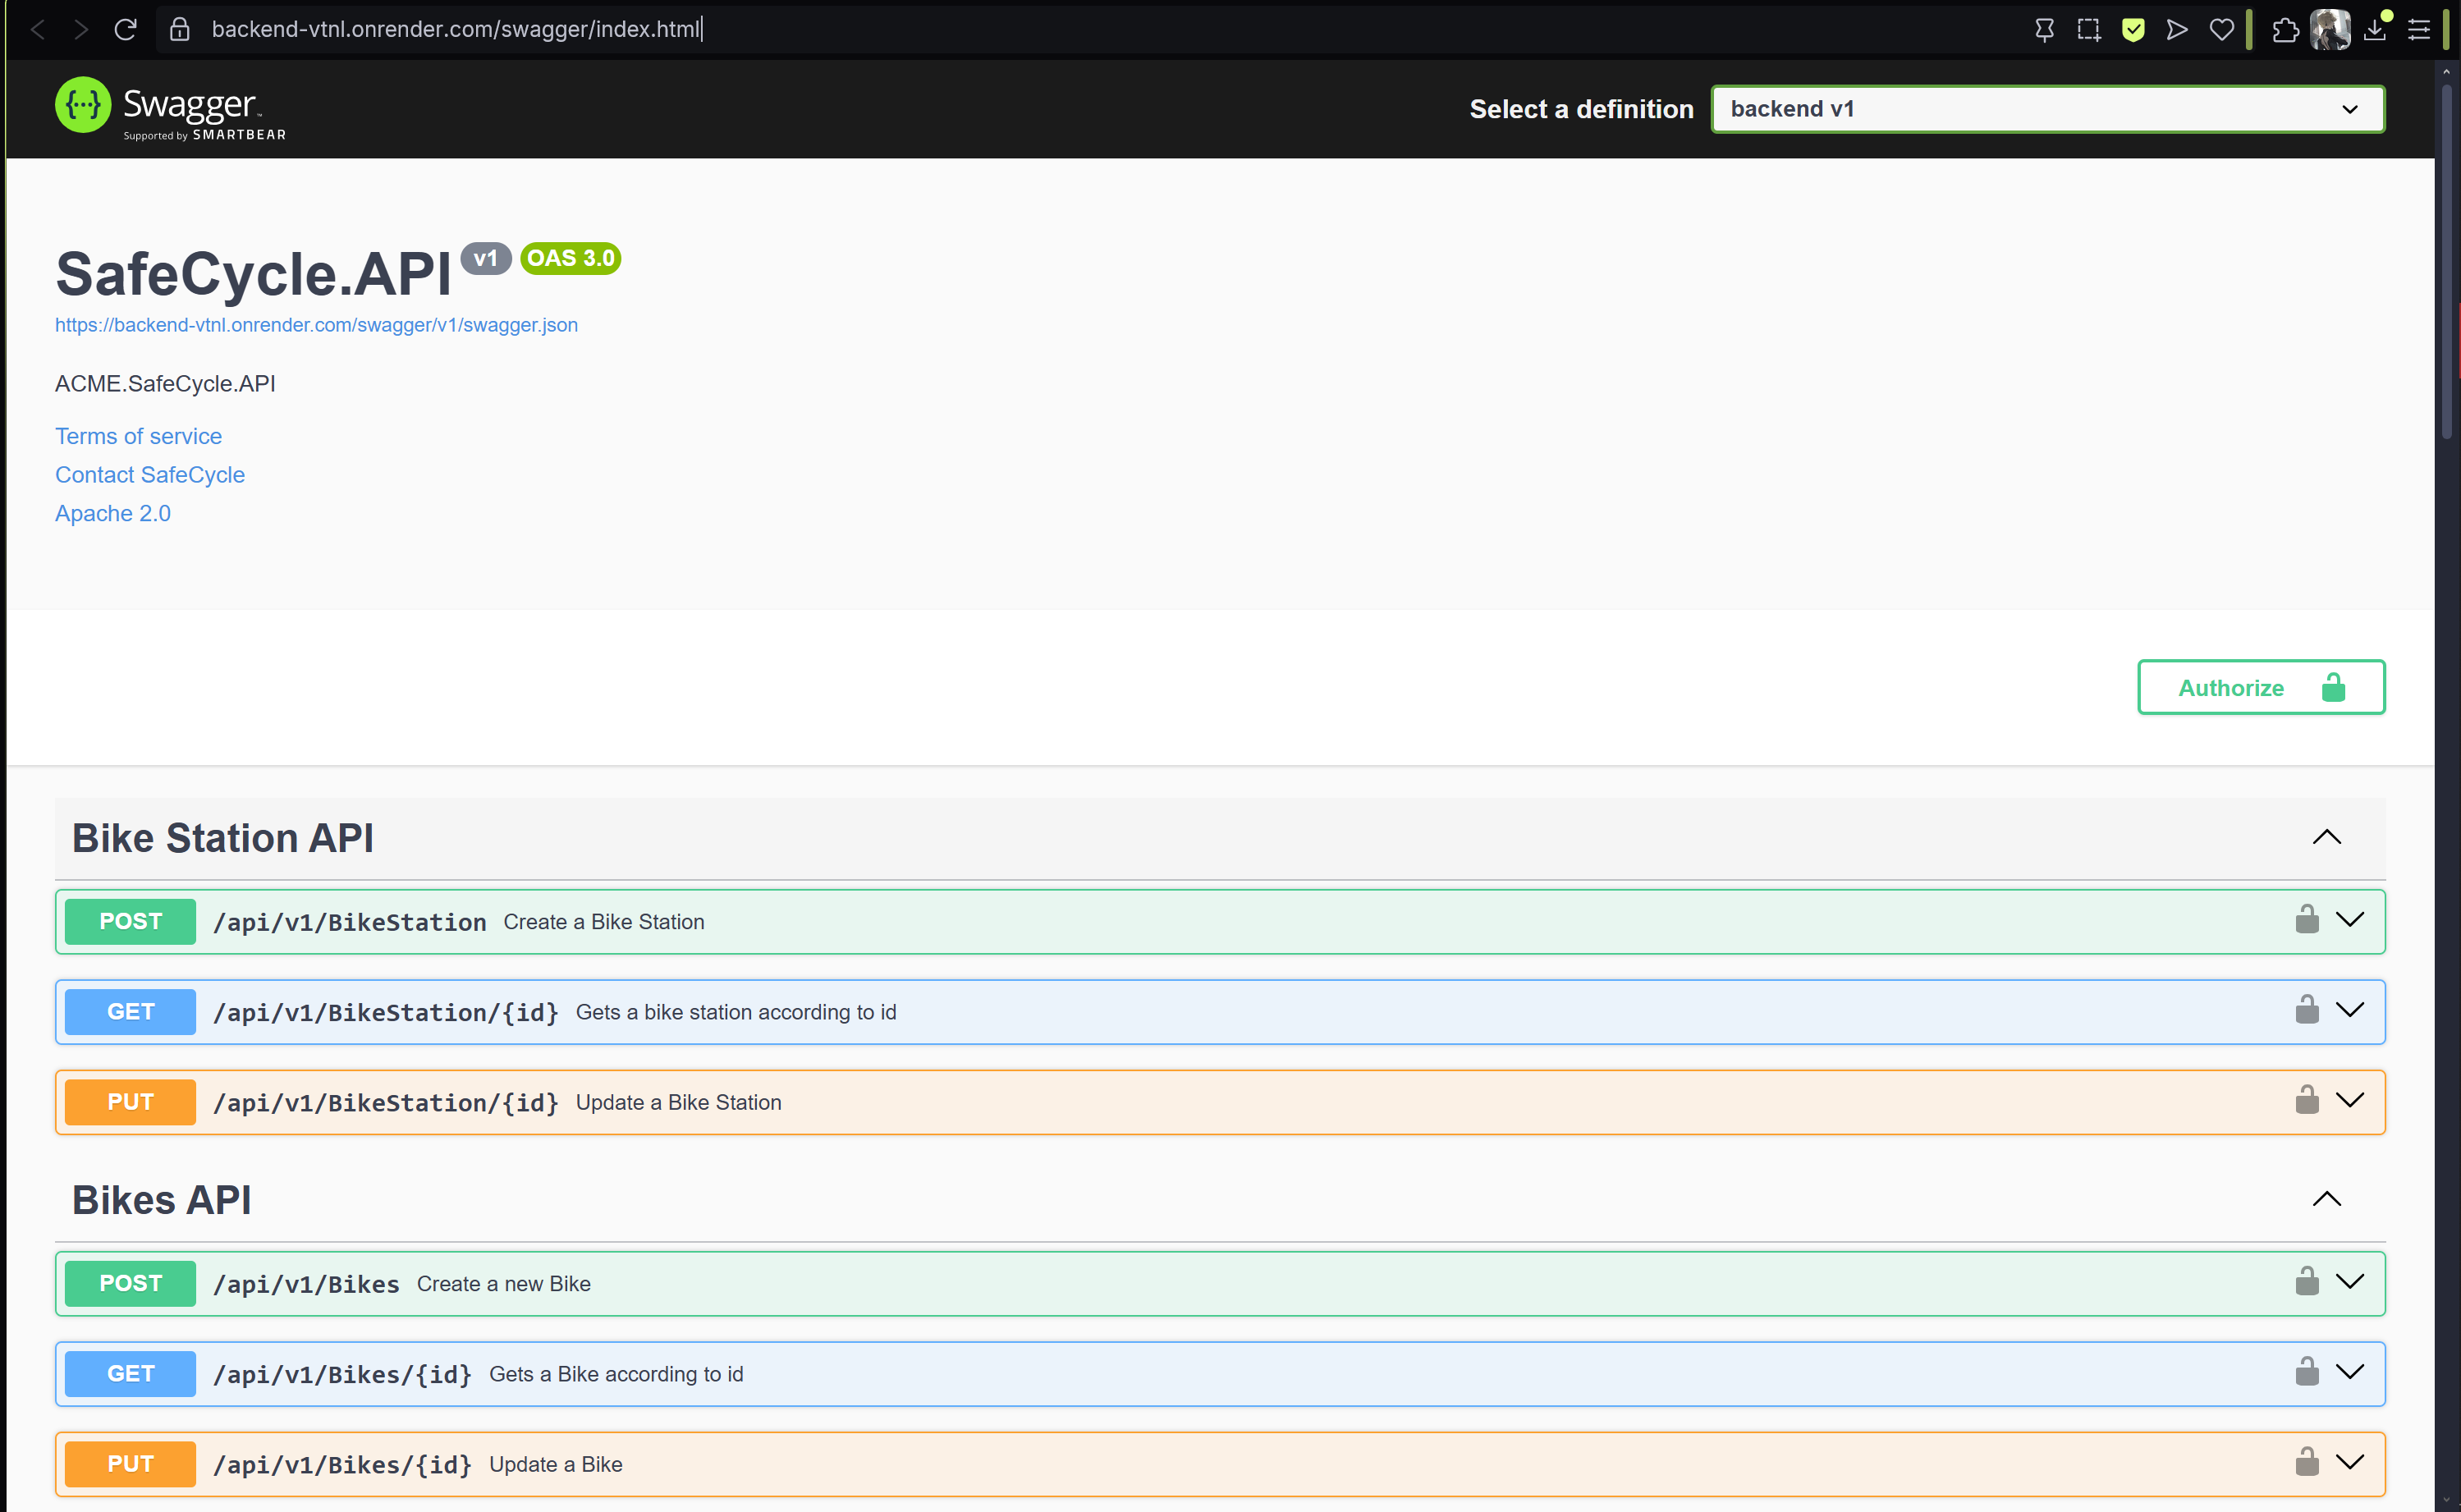 backend-vtnl.onrender.com/swagger/index.html
Swagger™
Supported by SMARTBEAR
Select a definition
backend v1
SafeCycle.API v1 OAS 3.0
https://backend-vtnl.onrender.com/swagger/v1/swagger.json
ACME.SafeCycle.API
Terms of service
Contact SafeCycle
Apache 2.0
Authorize
Bike Station API
POST /api/v1/BikeStation Create a Bike Station
GET /api/v1/BikeStation/{id} Gets a bike station according to id
PUT /api/v1/BikeStation/{id} Update a Bike Station
Bikes API
POST /api/v1/Bikes Create a new Bike
GET /api/v1/Bikes/{id} Gets a Bike according to id
PUT /api/v1/Bikes/{id} Update a Bike